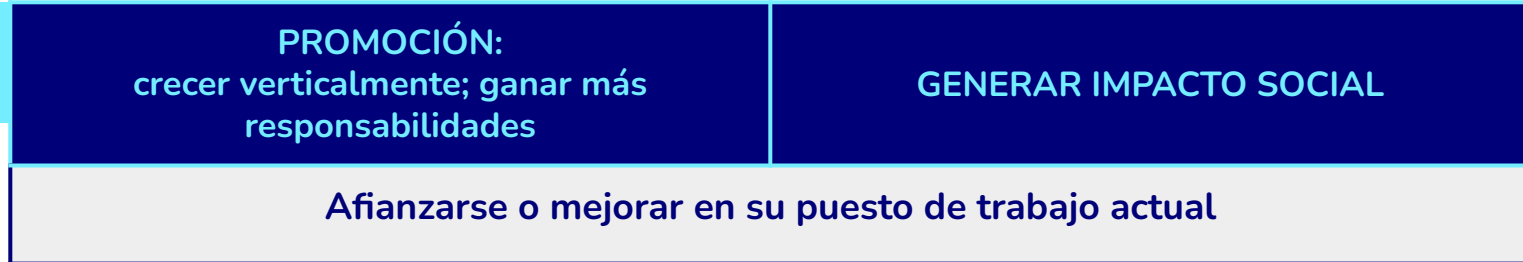 PROMOCIÓN:
crecer verticalmente; ganar más
responsabilidades
GENERAR IMPACTO SOCIAL
Afianzarse o mejorar en su puesto de trabajo actual